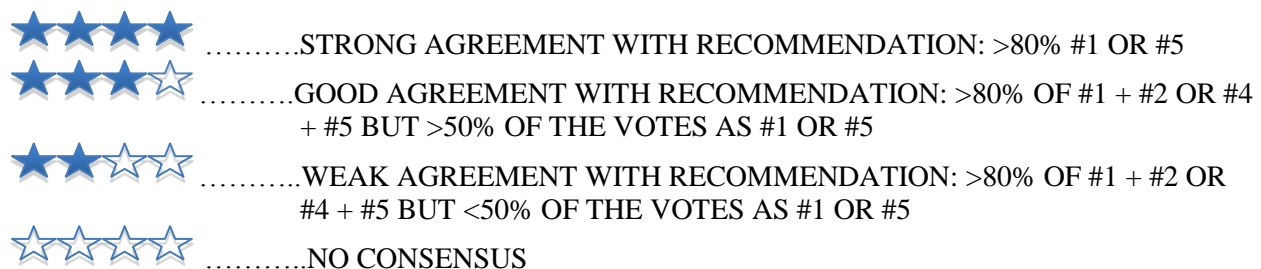 ……….STRONG AGREEMENT WITH RECOMMENDATION: >80% #1 OR #5
……….GOOD AGREEMENT WITH RECOMMENDATION: >80% OF #1 + #2 OR #4
+ #5 BUT >50% OF THE VOTES AS #1 OR #5
………..WEAK AGREEMENT WITH RECOMMENDATION: >80% OF #1 + #2 OR
#4 + #5 BUT <50% OF THE VOTES AS #1 OR #5
………..NO CONSENSUS